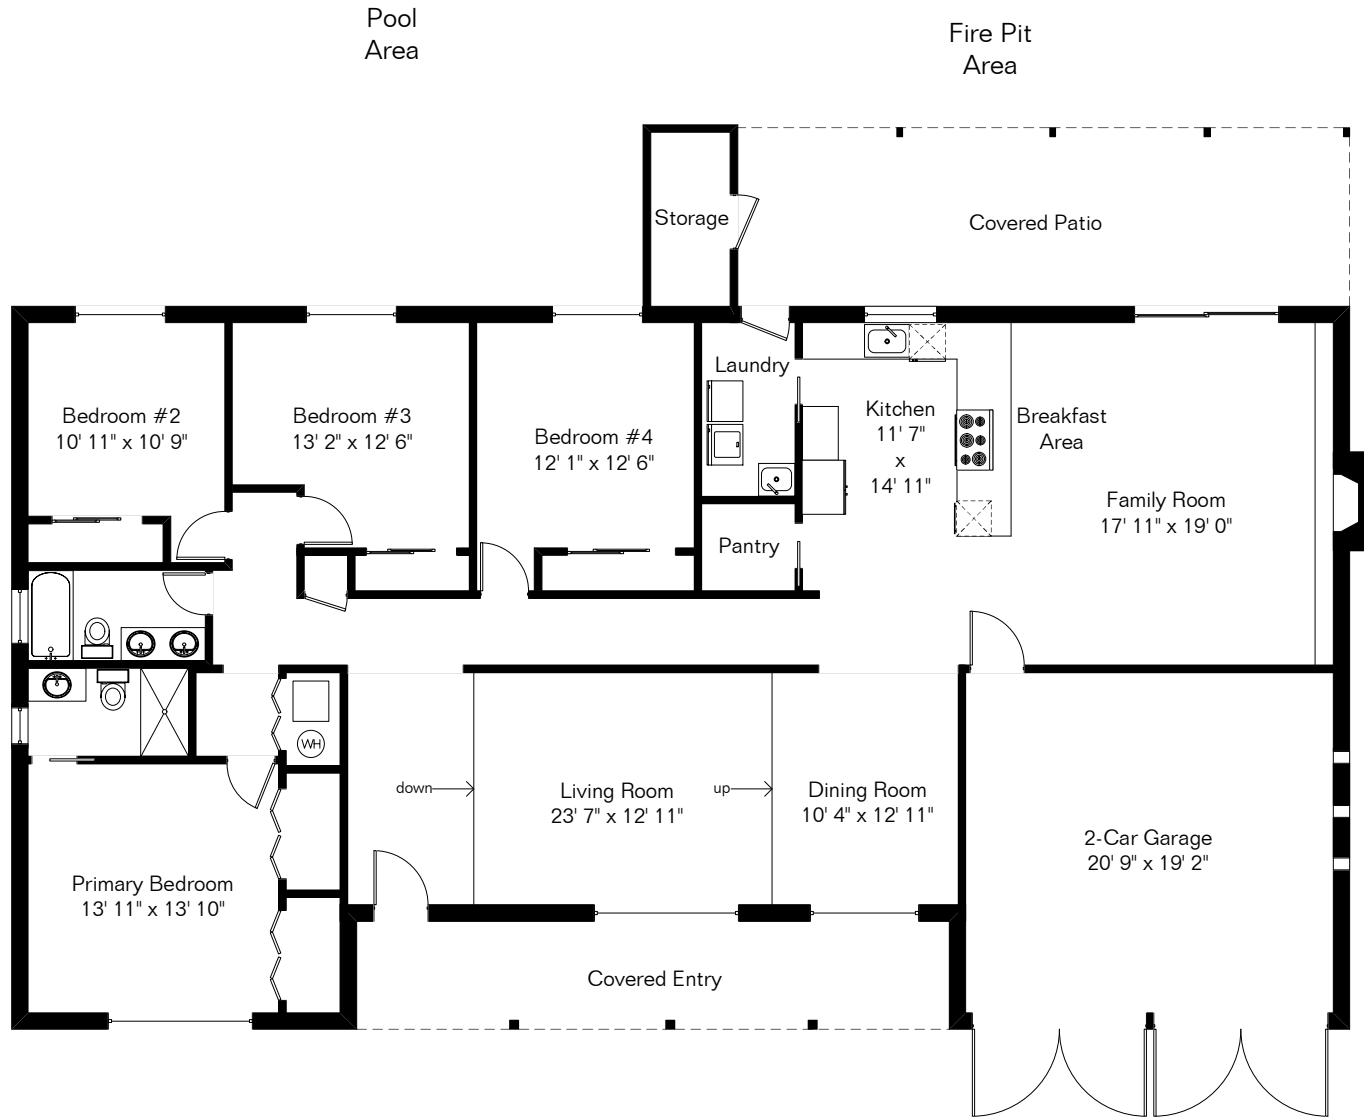 Pool
Area
Fire Pit
Area
Storage
Covered Patio
Laundry
Bedroom #2
10' 11" x 10' 9"
Bedroom #3
13' 2" x 12' 6"
Bedroom #4
12' 1" x 12' 6"
Kitchen
11' 7"
x
14' 11"
Breakfast
Area
Family Room
17' 11" x 19' 0"
Pantry
WH
down
Living Room
23' 7" x 12' 11"
up
Dining Room
10' 4" x 12' 11"
2-Car Garage
20' 9" x 19' 2"
Primary Bedroom
13' 11" x 13' 10"
Covered Entry